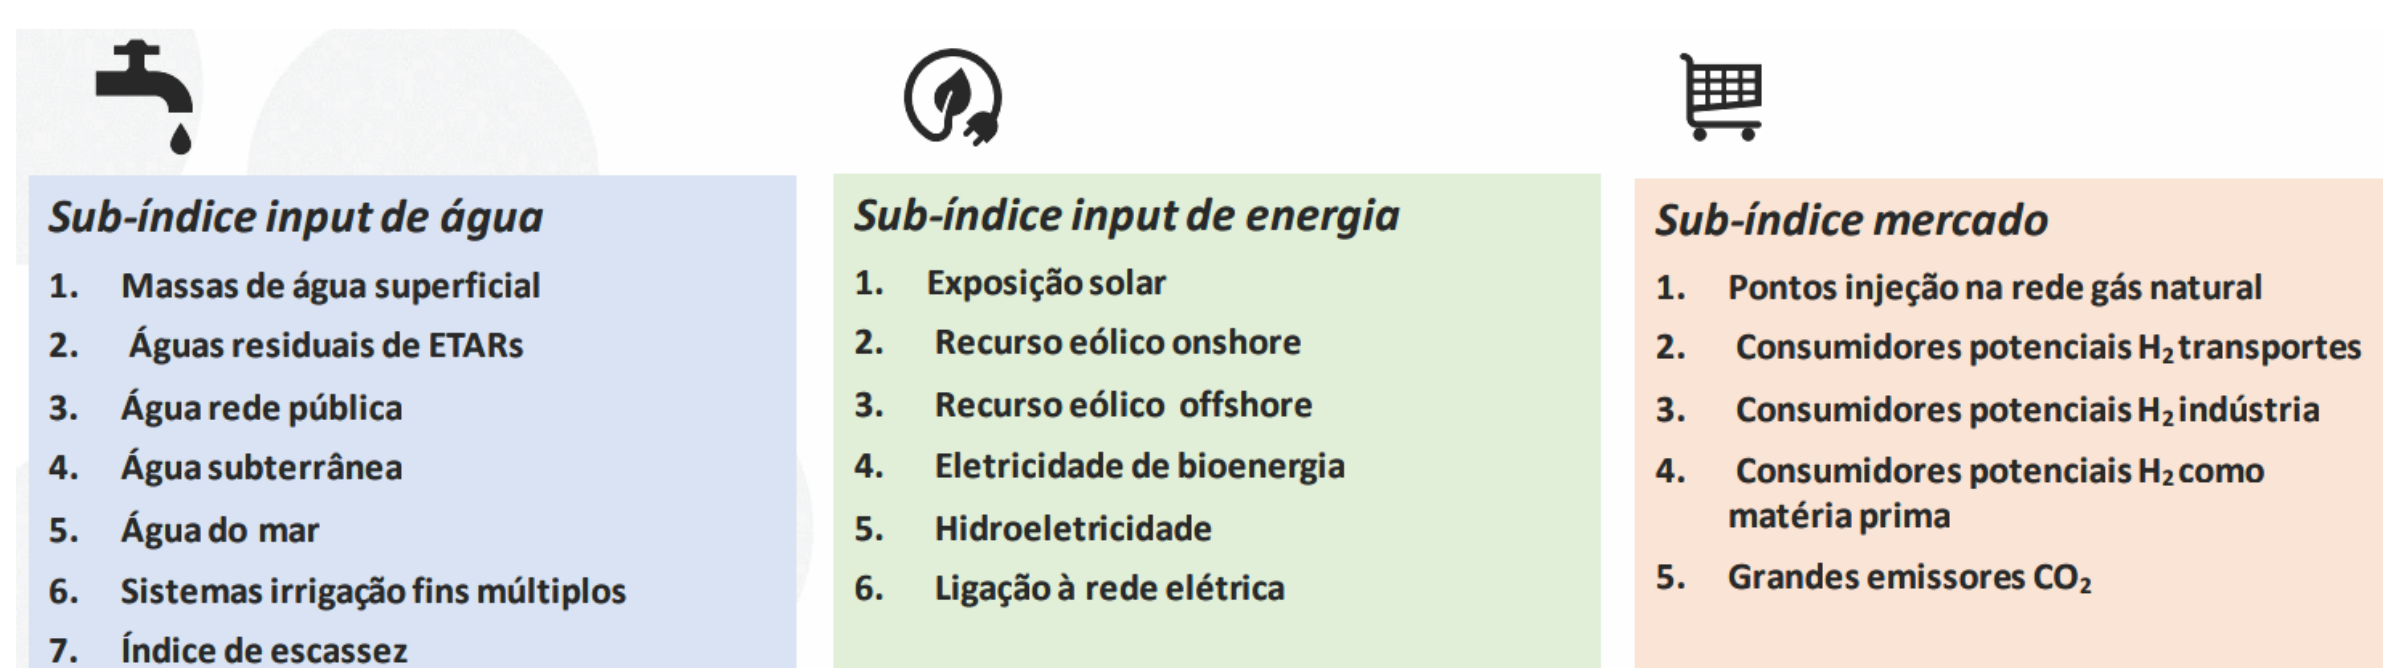 Sub-índice input de água
1. Massas de água superficial
2. Águas residuais de ETARs
3. Água rede pública
4. Água subterrânea
5. Água do mar
6. Sistemas irrigação fins múltiplos
7. Índice de escassez
Sub-índice input de energia
1. Exposição solar
2. Recurso eólico onshore
3. Recurso eólico offshore
4. Eletricidade de bioenergia
5. Hidroeletricidade
6. Ligação à rede elétrica
Sub-índice mercado
1. Pontos injeção na rede gás natural
2. Consumidores potenciais H₂ transportes
3. Consumidores potenciais H₂ indústria
4. Consumidores potenciais H₂ como
matéria prima
5. Grandes emissores CO₂